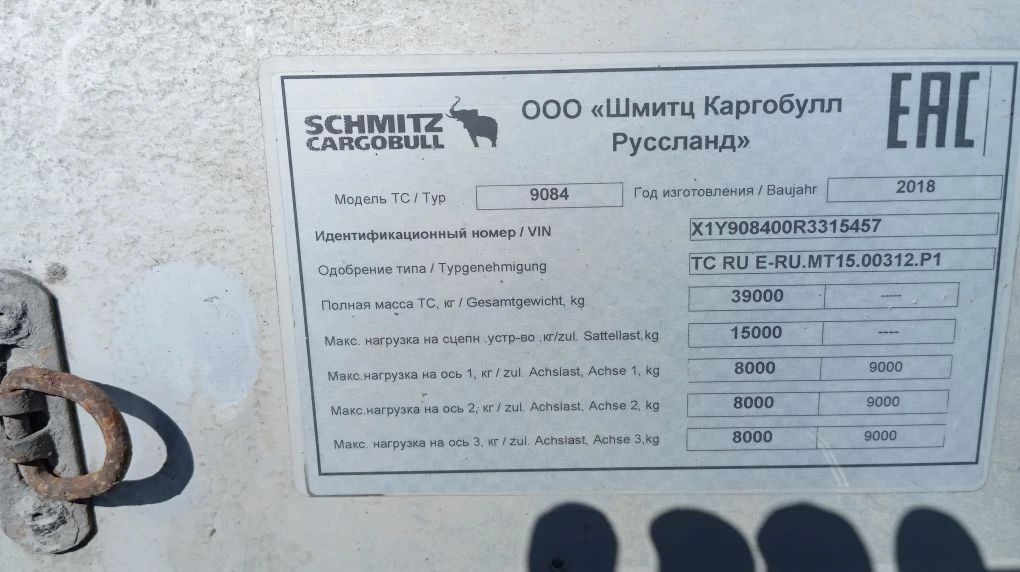 SCHMITZ
CARGOBULL
ООО «Шмитц Каргобулл
Руссланд»
EAC
Модель ТС / Typ 9084 Год изготовления / Baujahr 2018
Идентификационный номер / VIN X1Y908400R3315457
Одобрение типа / Typgenehmigung TC RU E-RU.MT15.00312.P1
Полная масса ТС, кг / Gesamtgewicht, kg 39000 -----
Макс. нагрузка на сцепн .устр-во ,кг/zul. Sattellast,kg 15000 ----
Макс.нагрузка на ось 1, кг / zul. Achslast, Achse 1, kg 8000 9000
Макс.нагрузка на ось 2, кг / zul. Achslast, Achse 2, kg 8000 9000
Макс. нагрузка на ось 3, кг / zul. Achslast, Achse 3,kg 8000 9000